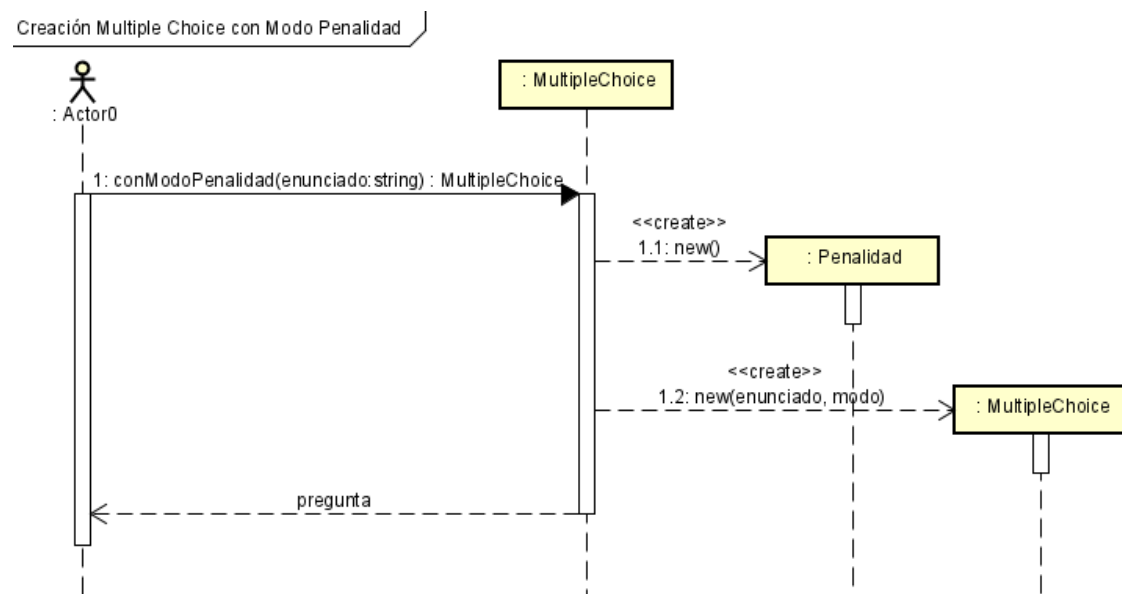 Creación Multiple Choice con Modo Penalidad
: Actor0
: MultipleChoice
1: conModoPenalidad(enunciado:string) : MultipleChoice
<<create>>
1.1: new()
: Penalidad
<<create>>
1.2: new(enunciado, modo)
: MultipleChoice
pregunta